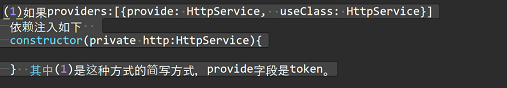 (1)如果providers:[{provide: HttpService, useClass: HttpService}]
依赖注入如下
constructor(private http:HttpService){
} 其中(1)是这种方式的简写方式，provide字段是token。